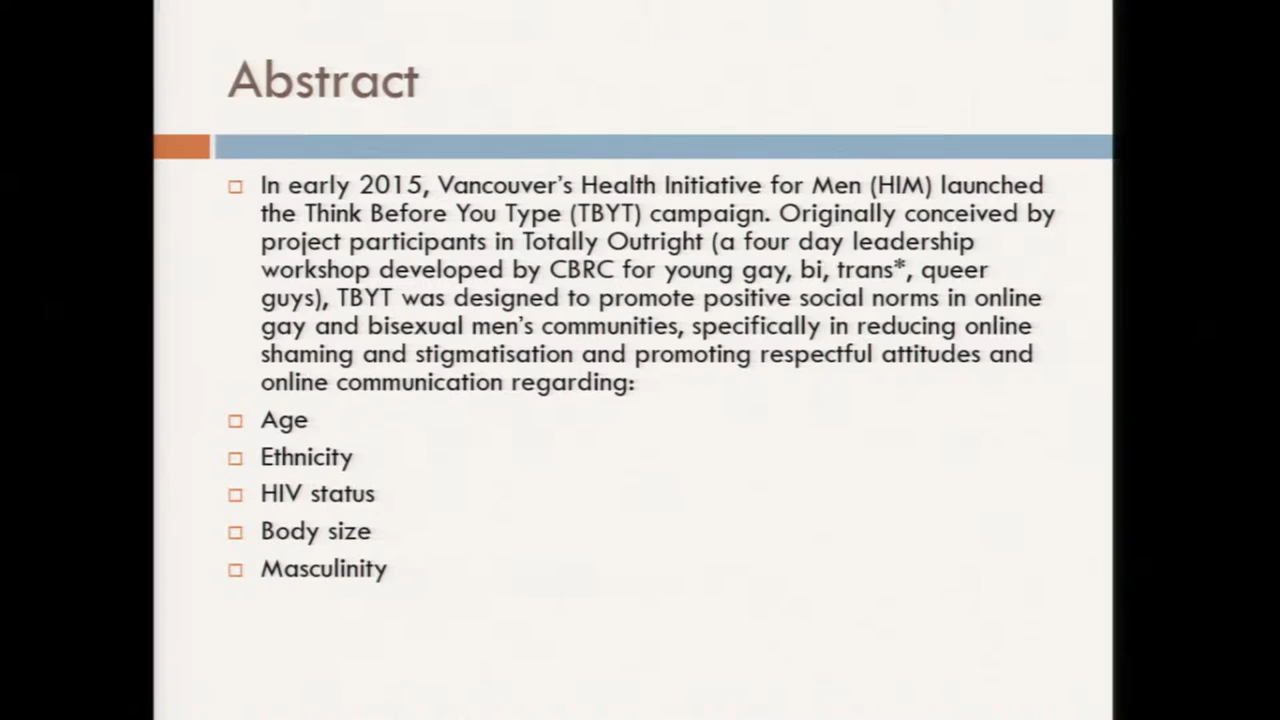 Abstract
In early 2015, Vancouver's Health Initiative for Men (HIM) launched
the Think Before You Type (TBYT) campaign. Originally conceived by
project participants in Totally Outright (a four day leadership
workshop developed by CBRC for young gay, bi, trans*, queer
guys), TBYT was designed to promote positive social norms in online
gay and bisexual men's communities, specifically in reducing online
shaming and stigmatisation and promoting respectful attitudes and
online communication regarding:
Age
Ethnicity
HIV status
Body size
Masculinity